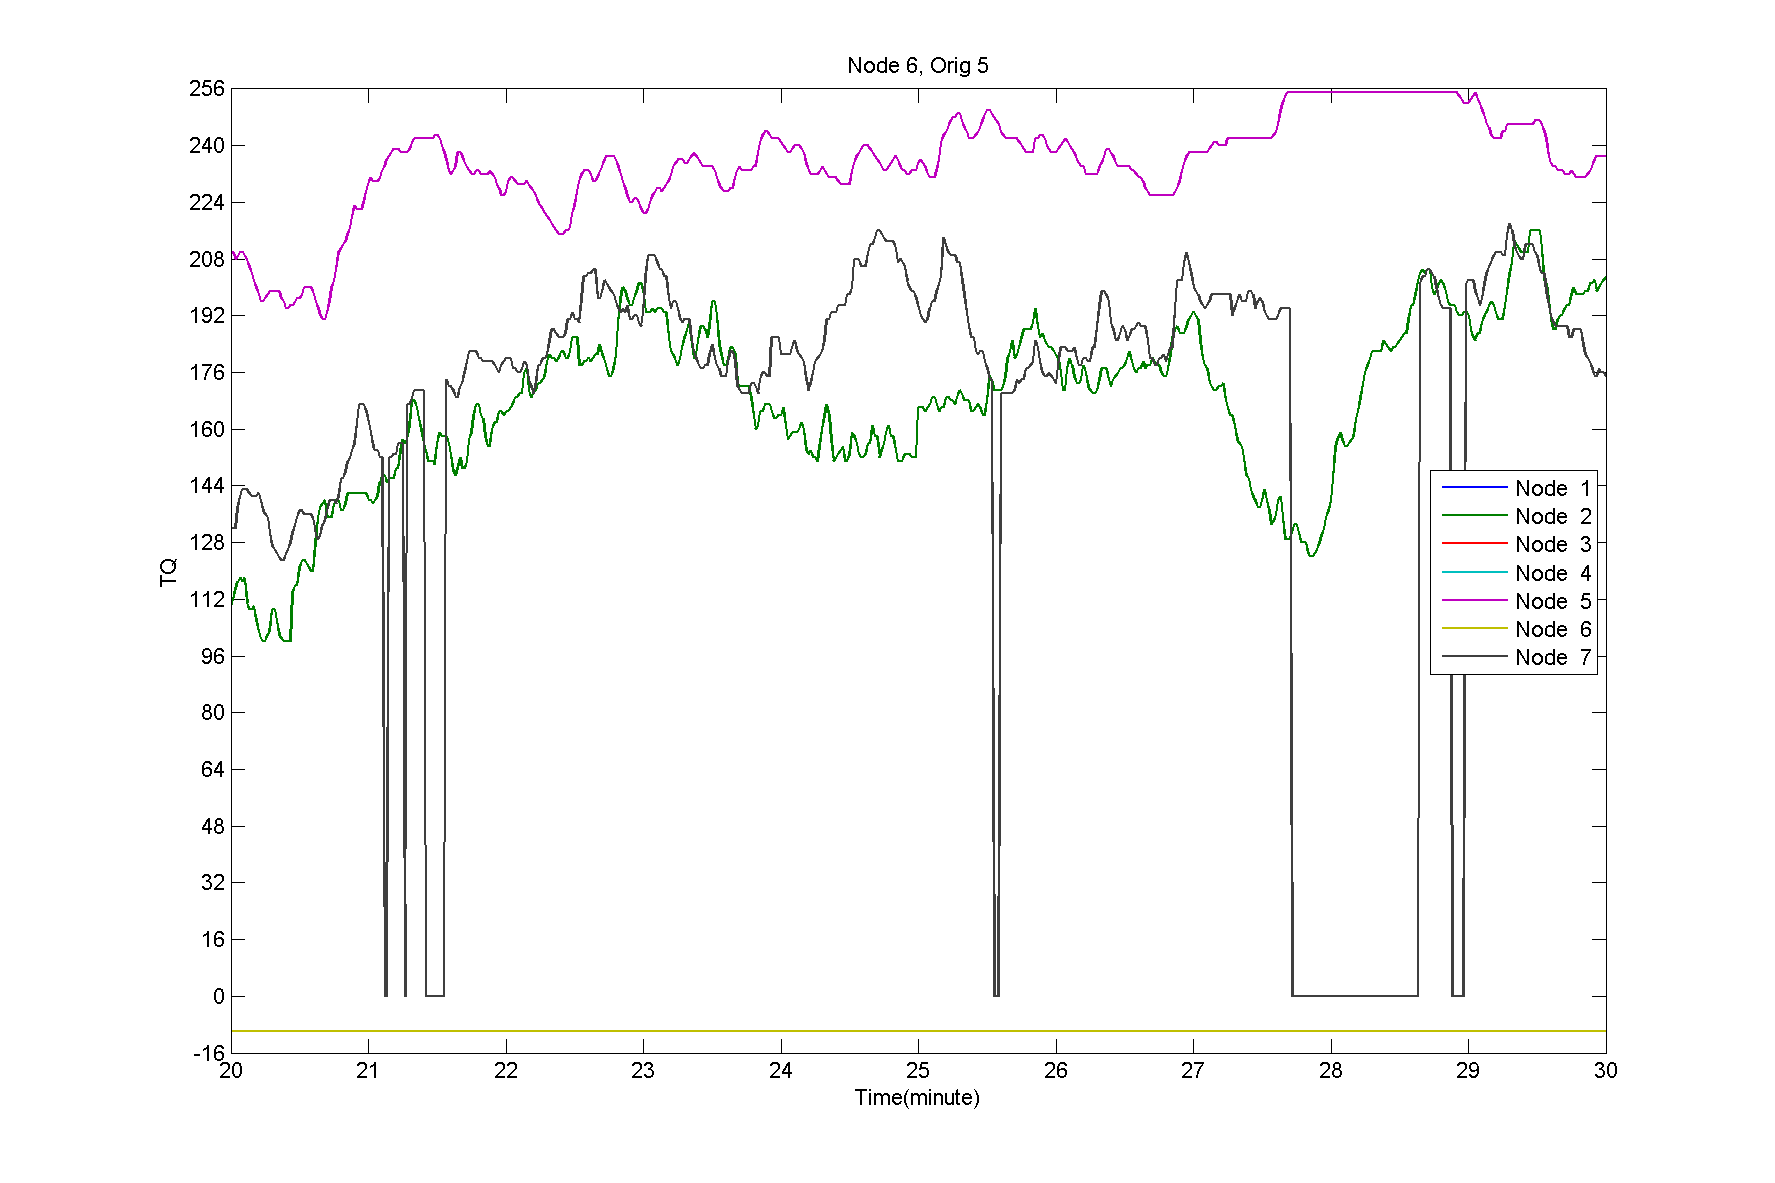 Node 6, Orig 5
256
240
224
208
192
176
160
144
128
112
96
80
64
48
32
16
0
-16
TQ
Node 1
Node 2
Node 3
Node 4
Node 5
Node 6
Node 7
20 21 22 23 24 25 26 27 28 29 30
Time(minute)